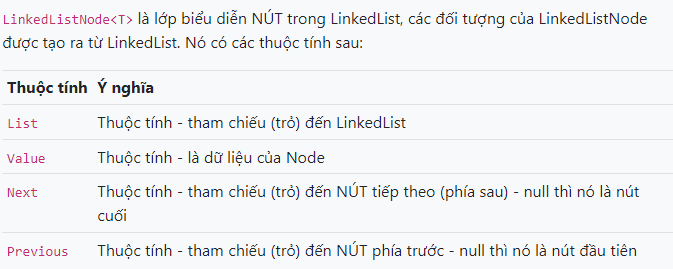 LinkedListNode<T> là lớp biểu diễn NÚT trong LinkedList, các đối tượng của LinkedListNode
được tạo ra từ LinkedList. Nó có các thuộc tính sau:
Thuộc tính Ý nghĩa
List Thuộc tính - tham chiếu (trỏ) đến LinkedList
Value Thuộc tính - là dữ liệu của Node
Next Thuộc tính - tham chiếu (trỏ) đến NÚT tiếp theo (phía sau) - null thì nó là nút
cuối
Previous Thuộc tính - tham chiếu (trỏ) đến NÚT phía trước - null thì nó là nút đầu tiên